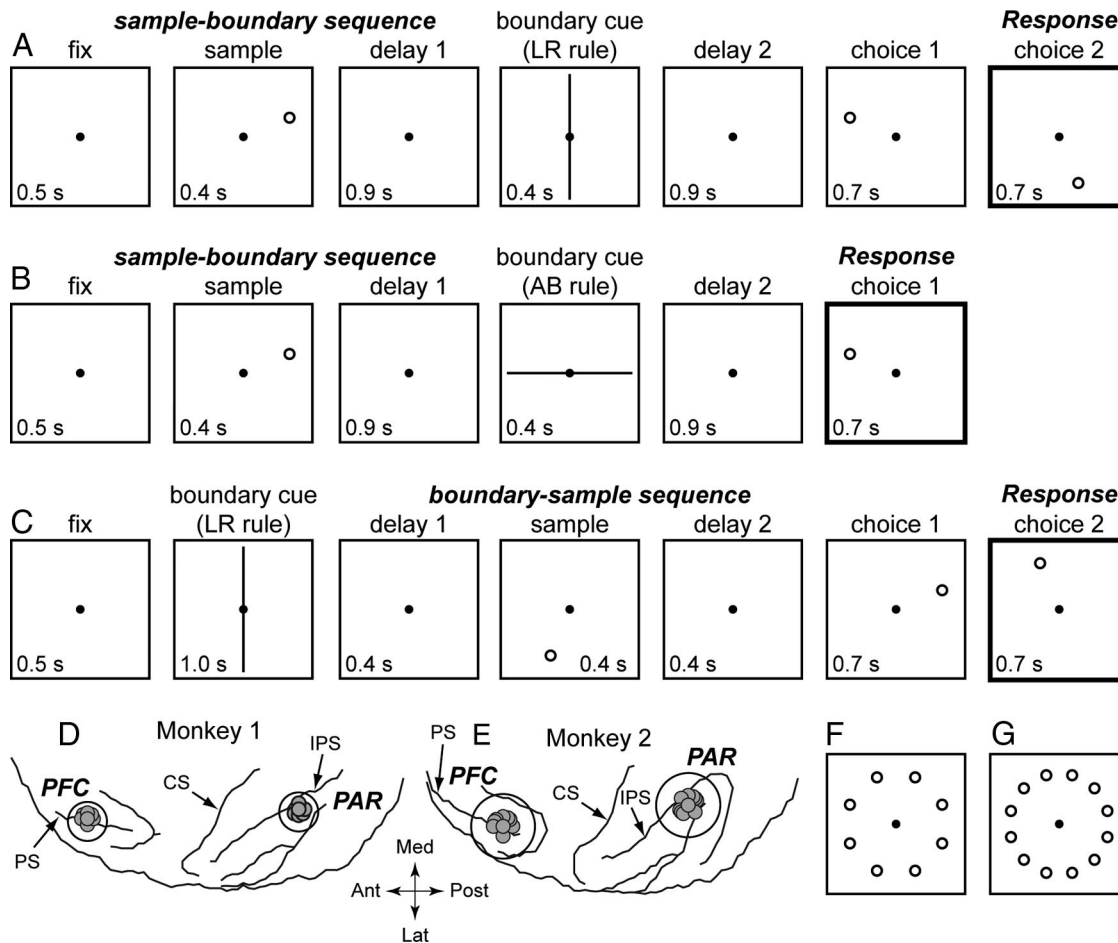 sample-boundary sequence boundary cue Response
A fix sample delay 1 (LR rule) delay 2 choice 1 choice 2
0.5 s 0.4 s 0.9 s 0.4 s 0.9 s 0.7 s 0.7 s
sample-boundary sequence boundary cue Response
B fix sample delay 1 (AB rule) delay 2 choice 1
0.5 s 0.4 s 0.9 s 0.4 s 0.9 s 0.7 s
boundary cue boundary-sample sequence Response
C fix (LR rule) delay 1 sample delay 2 choice 1 choice 2
0.5 s 1.0 s 0.4 s 0.4 s 0.4 s 0.7 s 0.7 s
D Monkey 1
IPS
CS
PFC
PAR
PS
E Monkey 2
PS
PFC
PAR
CS
IPS
Med
Ant Post
Lat
F
G